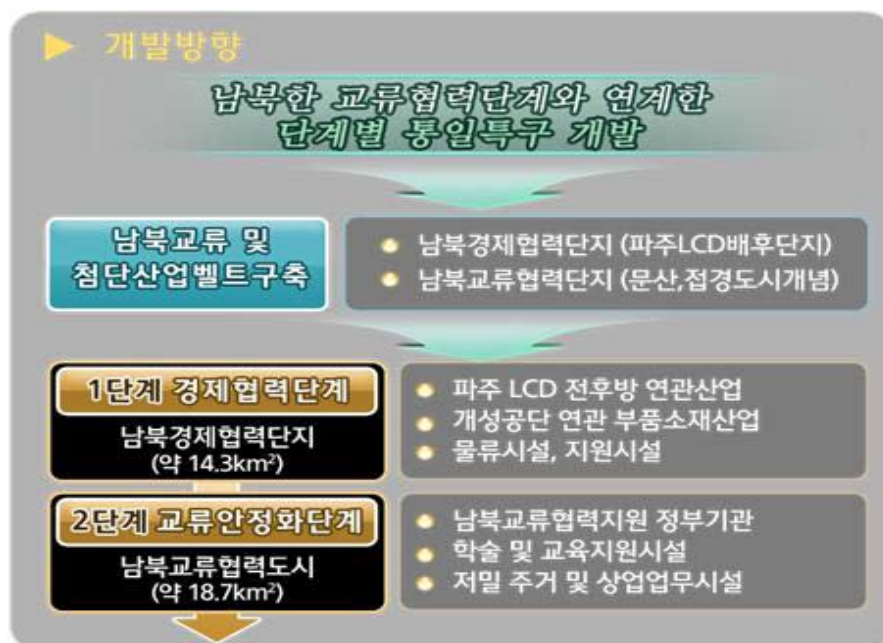 ▶ 개발방향
남북한 교류협력단계와 연계한
단계별 통일특구 개발
남북교류 및
첨단산업벨트구축
남북경제협력단지 (파주LCD배후단지)
남북교류협력단지 (문산,접경도시개념)
1단계 경제협력단계
남북경제협력단지
(약 14.3km²)
파주 LCD 전후방 연관산업
개성공단 연관 부품소재산업
물류시설, 지원시설
2단계 교류안정화단계
남북교류협력도시
(약 18.7km²)
남북교류협력지원 정부기관
학술 및 교육지원시설
저밀 주거 및 상업업무시설